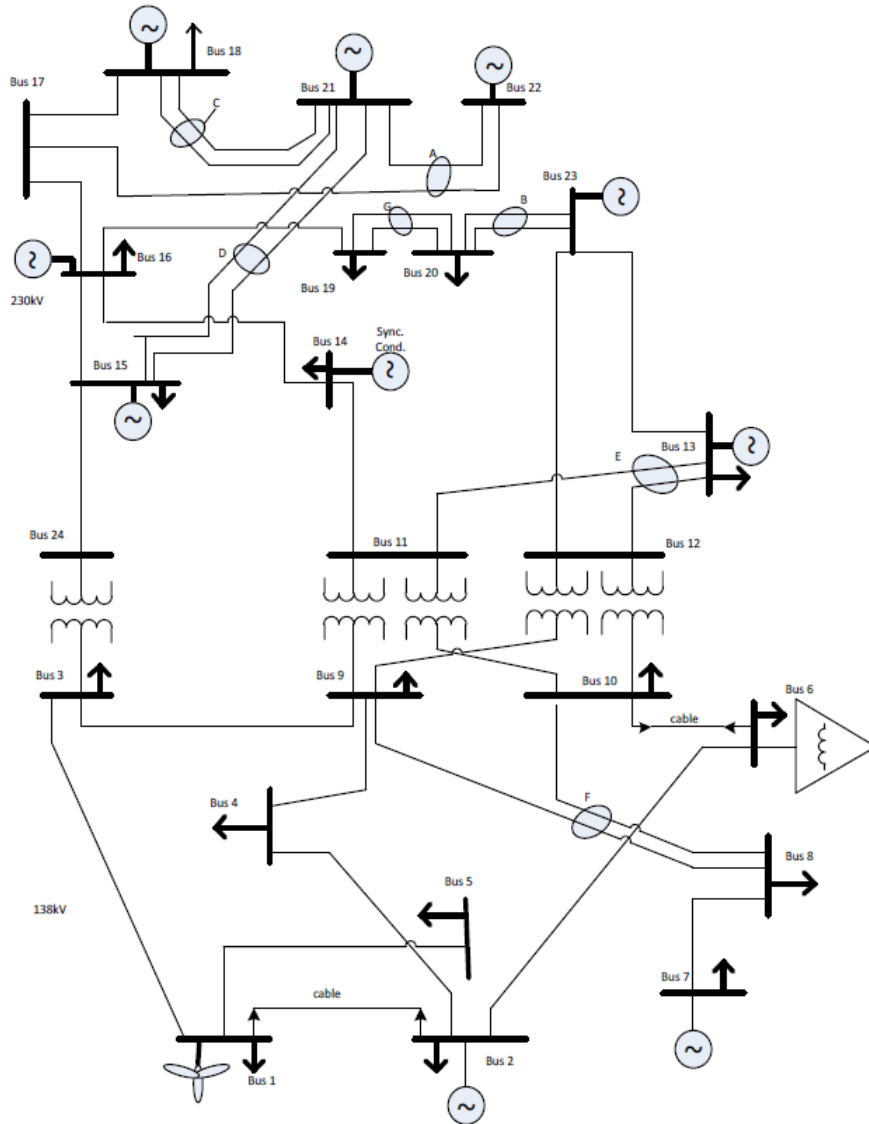 Bus 18
Bus 17
Bus 21
Bus 22
C
A
Bus 23
G
B
D
Bus 16
Bus 20
Bus 19
230kV
Sync.
Cond.
Bus 14
Bus 15
Bus 13
E
Bus 24
Bus 11
Bus 12
Bus 3
Bus 9
Bus 10
Bus 6
cable
F
Bus 4
Bus 8
Bus 5
138kV
Bus 7
cable
Bus 1
Bus 2